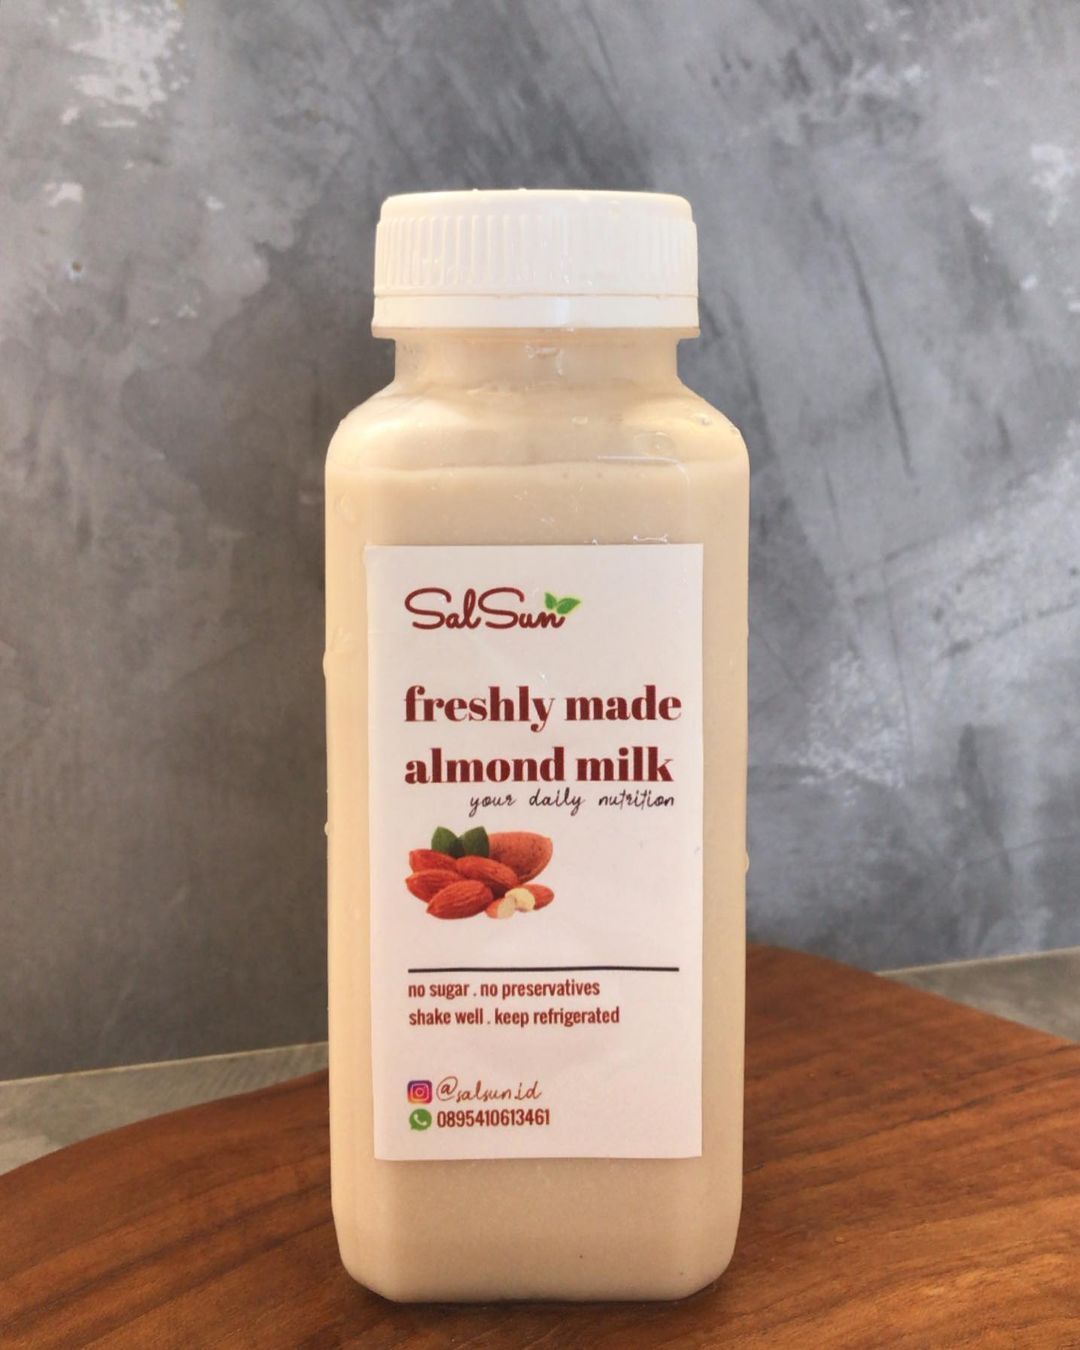 SalSun
freshly made
almond milk
your daily nutrition
no sugar . no preservatives
shake well . keep refrigerated
@salsun.id
0895410613461